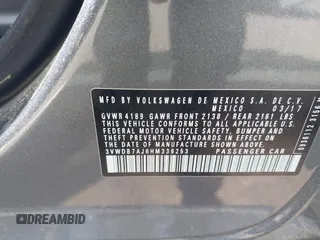 MFD BY VOLKSWAGEN DE MEXICO S.A. DE C.V.
MEXICO 03/17
GVWR 4189 GAWR FRONT 2138 / REAR 2161 LBS
THIS VEHICLE CONFORMS TO ALL APPLICABLE
FEDERAL MOTOR VEHICLE SAFETY, BUMPER AND
THEFT PREVENTION STANDARDS IN EFFECT ON THE
DATE OF MANUFACTURE SHOWN ABOVE.
3VWDB7AJ6HM336253 PASSENGER CAR
DREAMBID